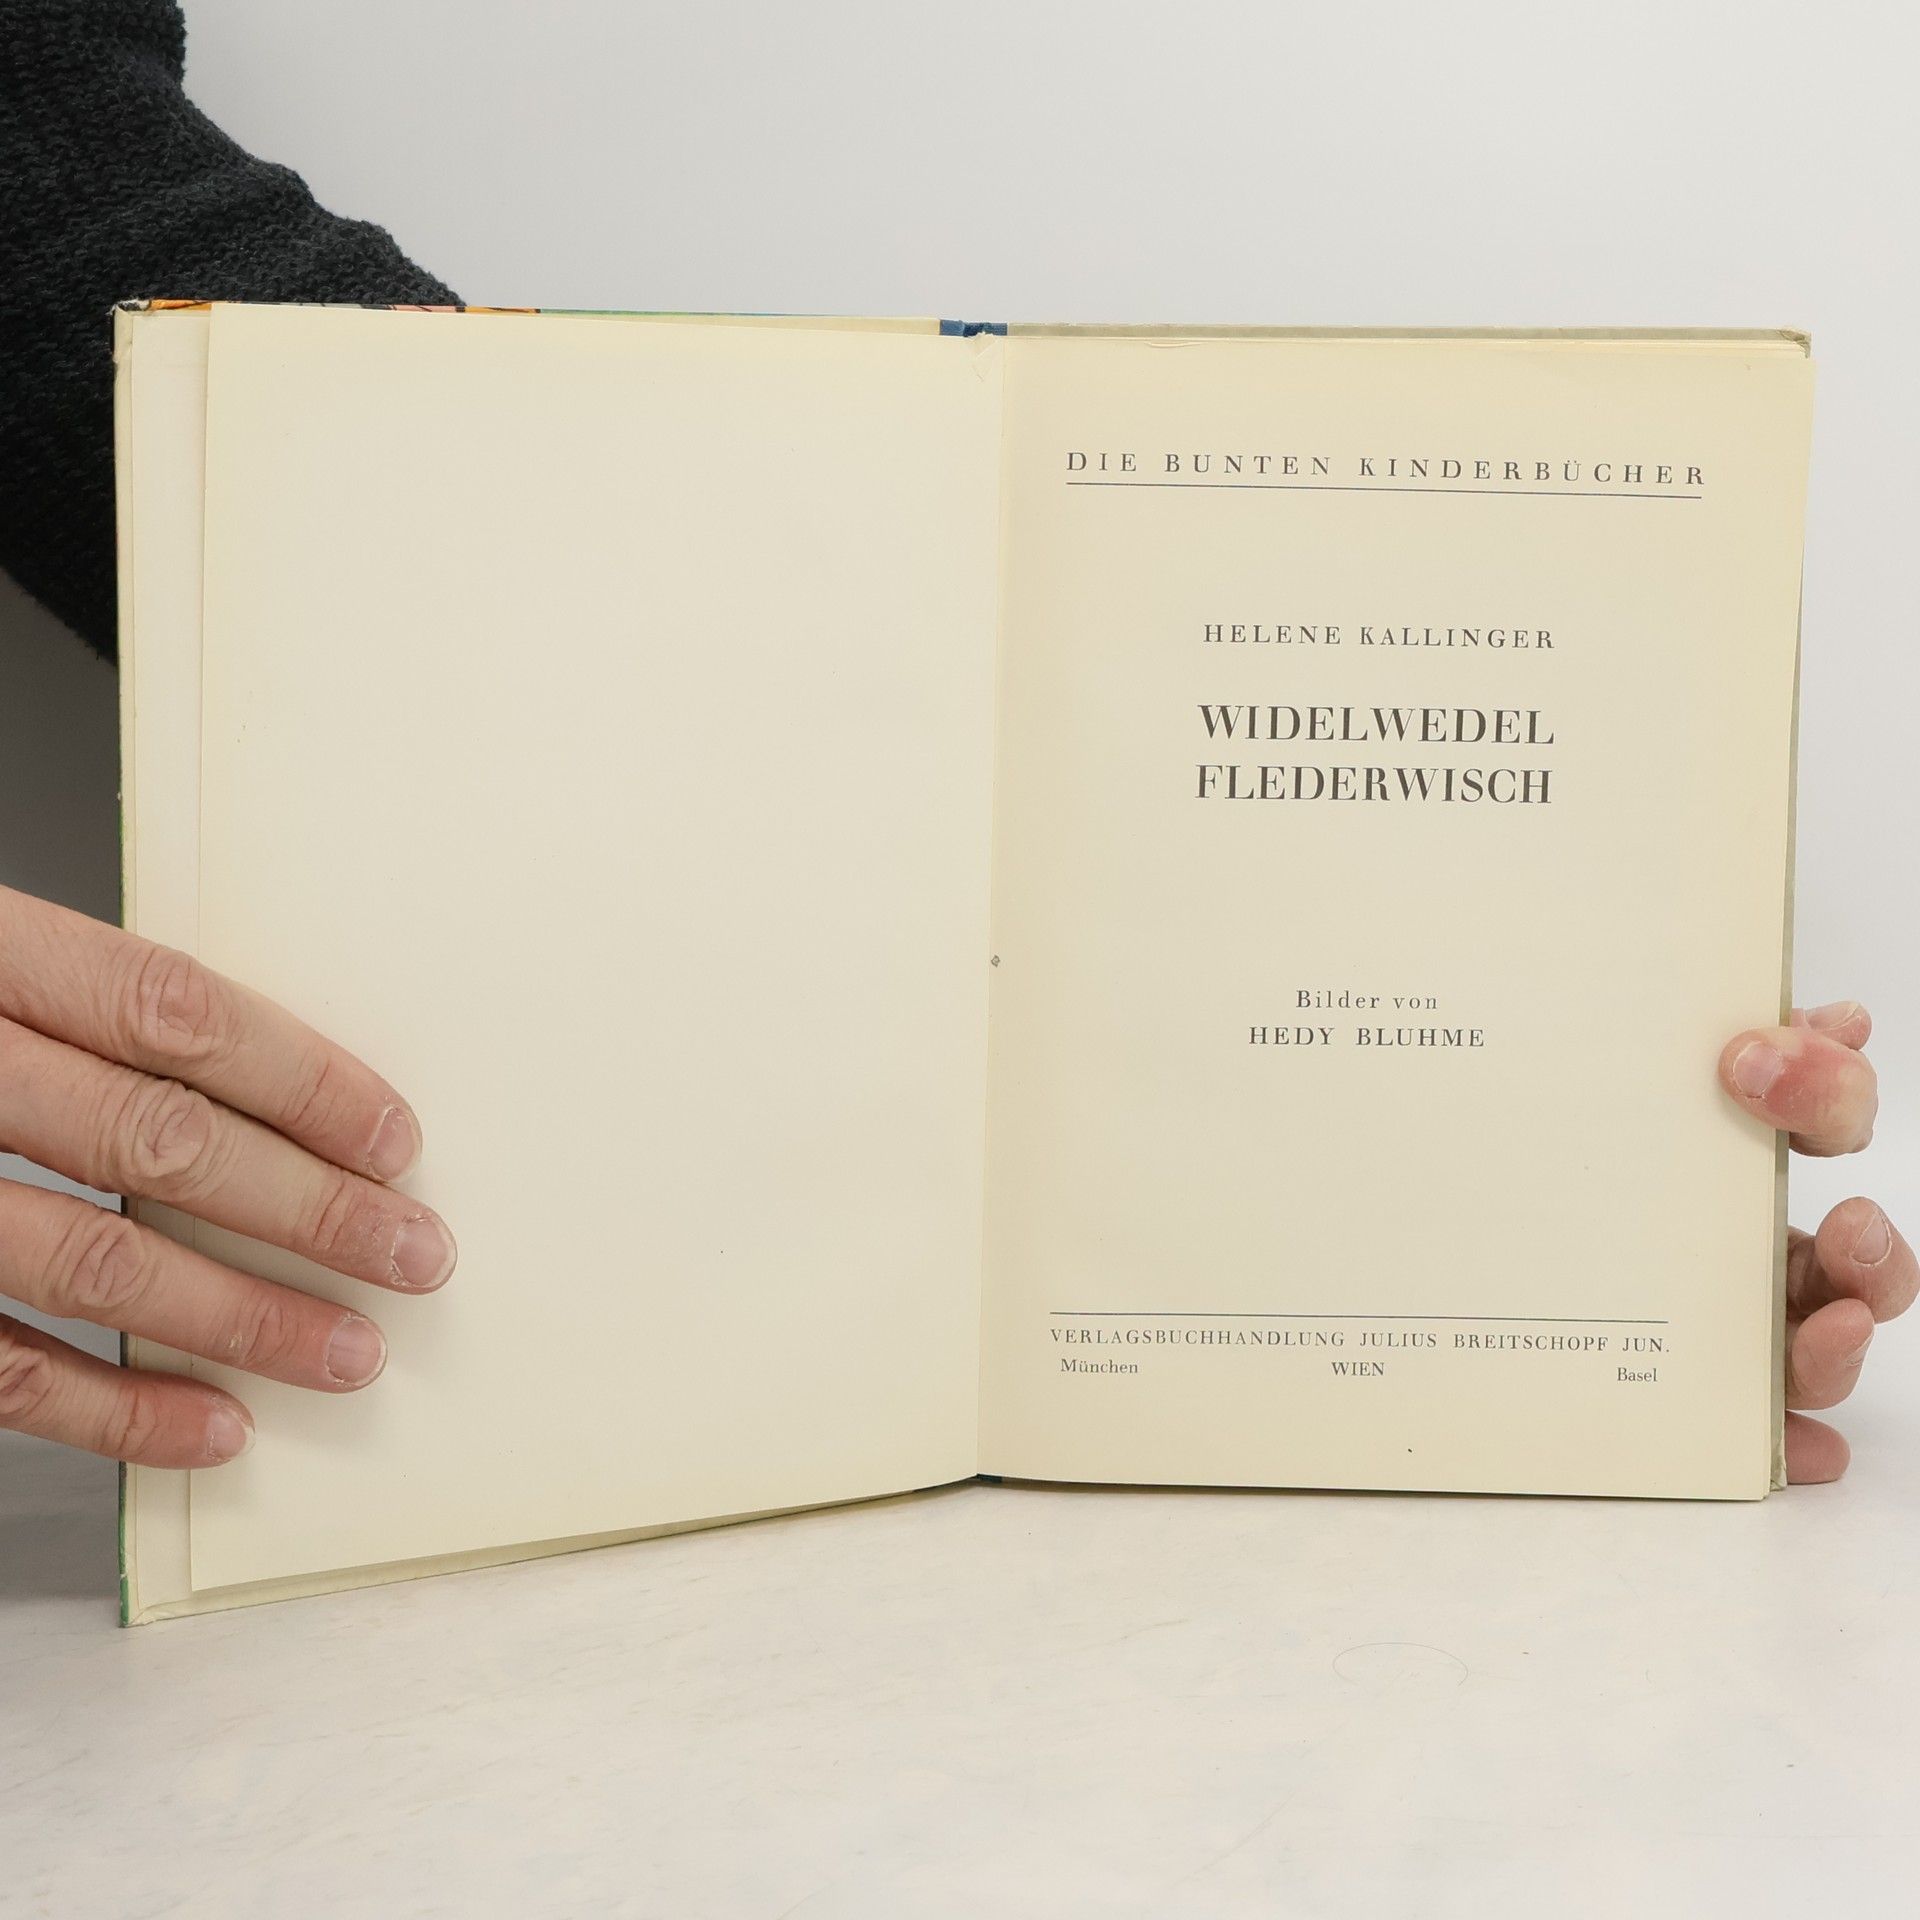 DIE BUNTEN KINDERBÜCHER
HELENE KALLINGER
WIDELWEDEL
FLEDERWISCH
Bilder von
HEDY BLUHME
VERLAGSBUCHHANDLUNG JULIUS BREITSCHOPF JUN.
München WIEN Basel